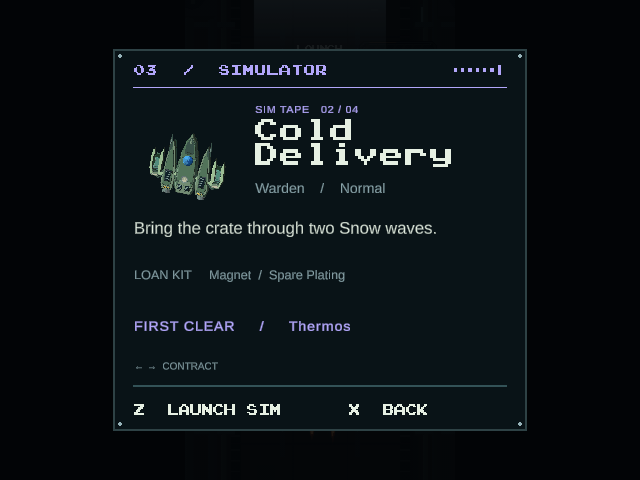 03 / SIMULATOR
SIM TAPE 02 / 04
Cold
Delivery
Warden / Normal
Bring the crate through two Snow waves.
LOAN KIT Magnet / Spare Plating
FIRST CLEAR / Thermos
← → CONTRACT
Z LAUNCH SIM X BACK